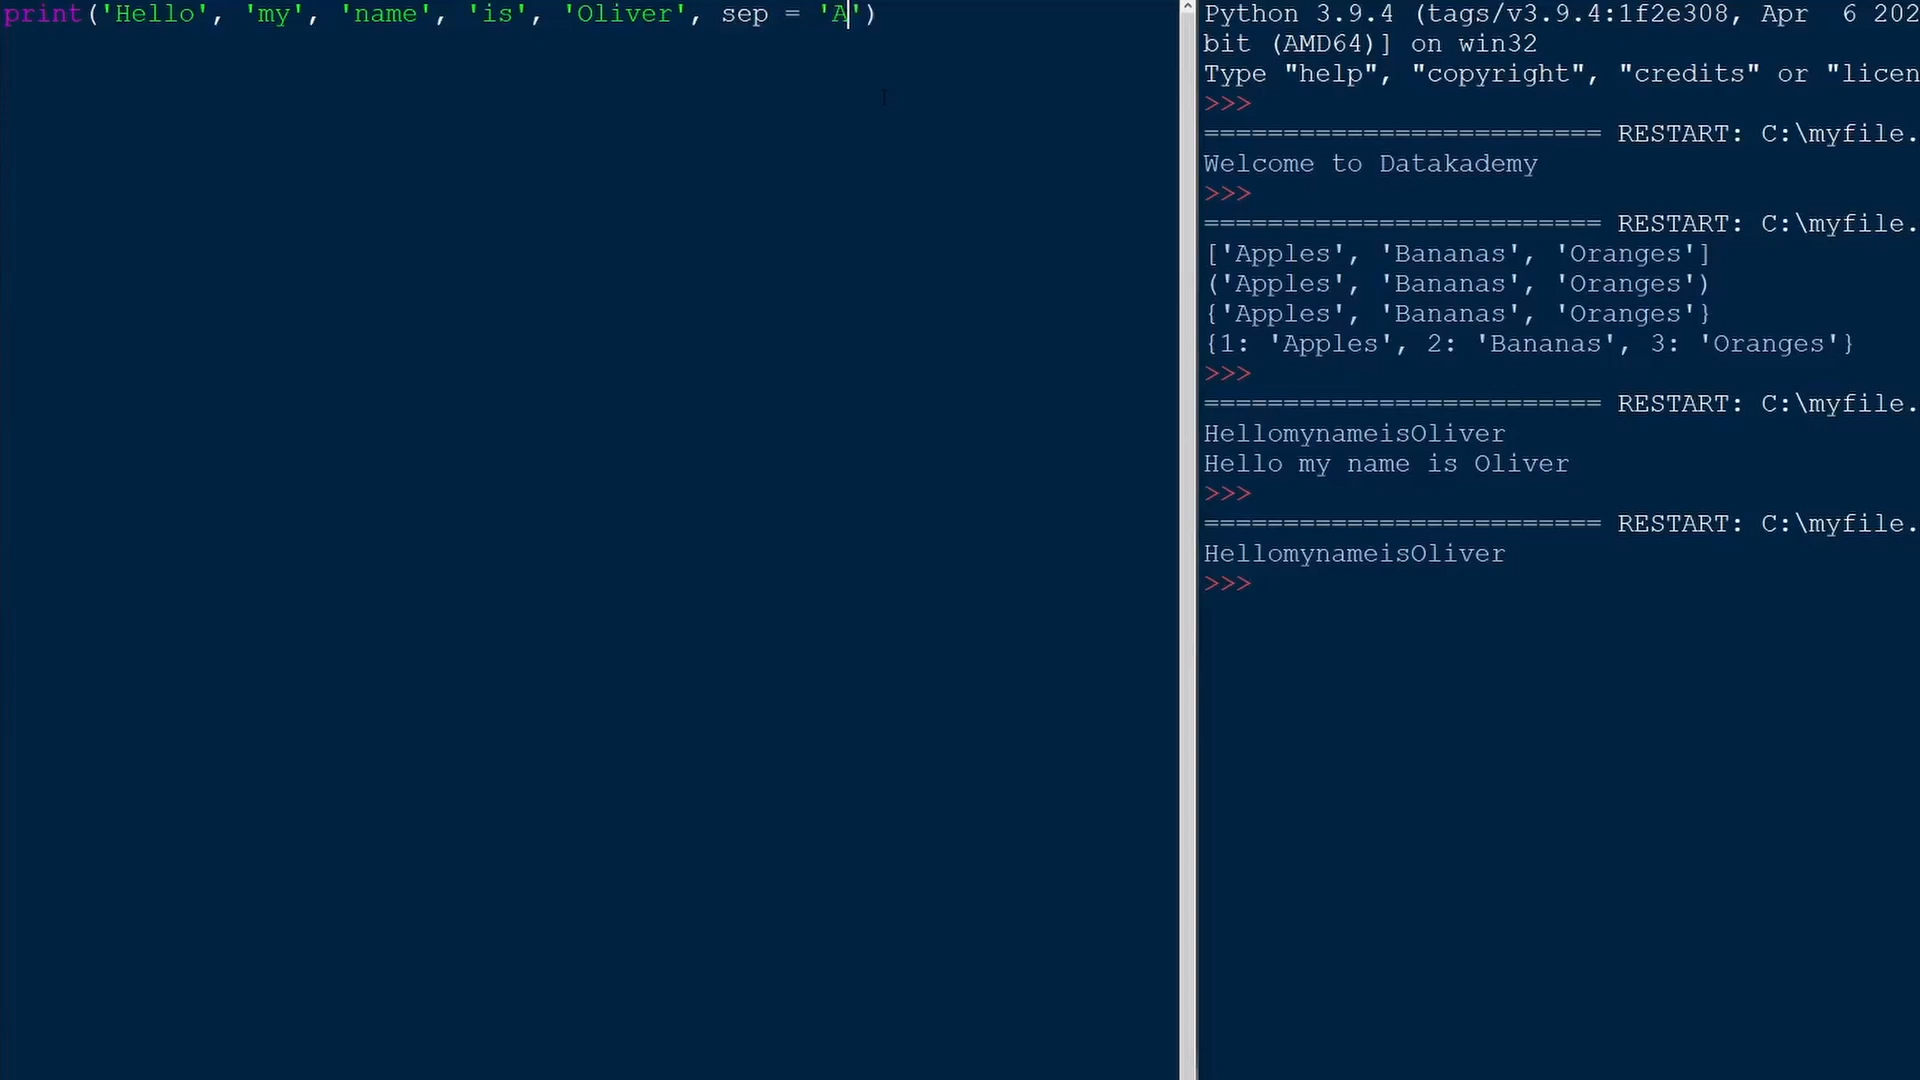 print('Hello', 'my', 'name', 'is', 'Oliver', sep = 'A')
Python 3.9.4 (tags/v3.9.4:1f2e308, Apr  6 202
bit (AMD64)] on win32
Type "help", "copyright", "credits" or "licen
>>>
========================= RESTART: C:\myfile.
Welcome to Datakademy
>>>
========================= RESTART: C:\myfile.
['Apples', 'Bananas', 'Oranges']
('Apples', 'Bananas', 'Oranges')
{'Apples', 'Bananas', 'Oranges'}
{1: 'Apples', 2: 'Bananas', 3: 'Oranges'}
>>>
========================= RESTART: C:\myfile.
HellomynameisOliver
Hello my name is Oliver
>>>
========================= RESTART: C:\myfile.
HellomynameisOliver
>>>